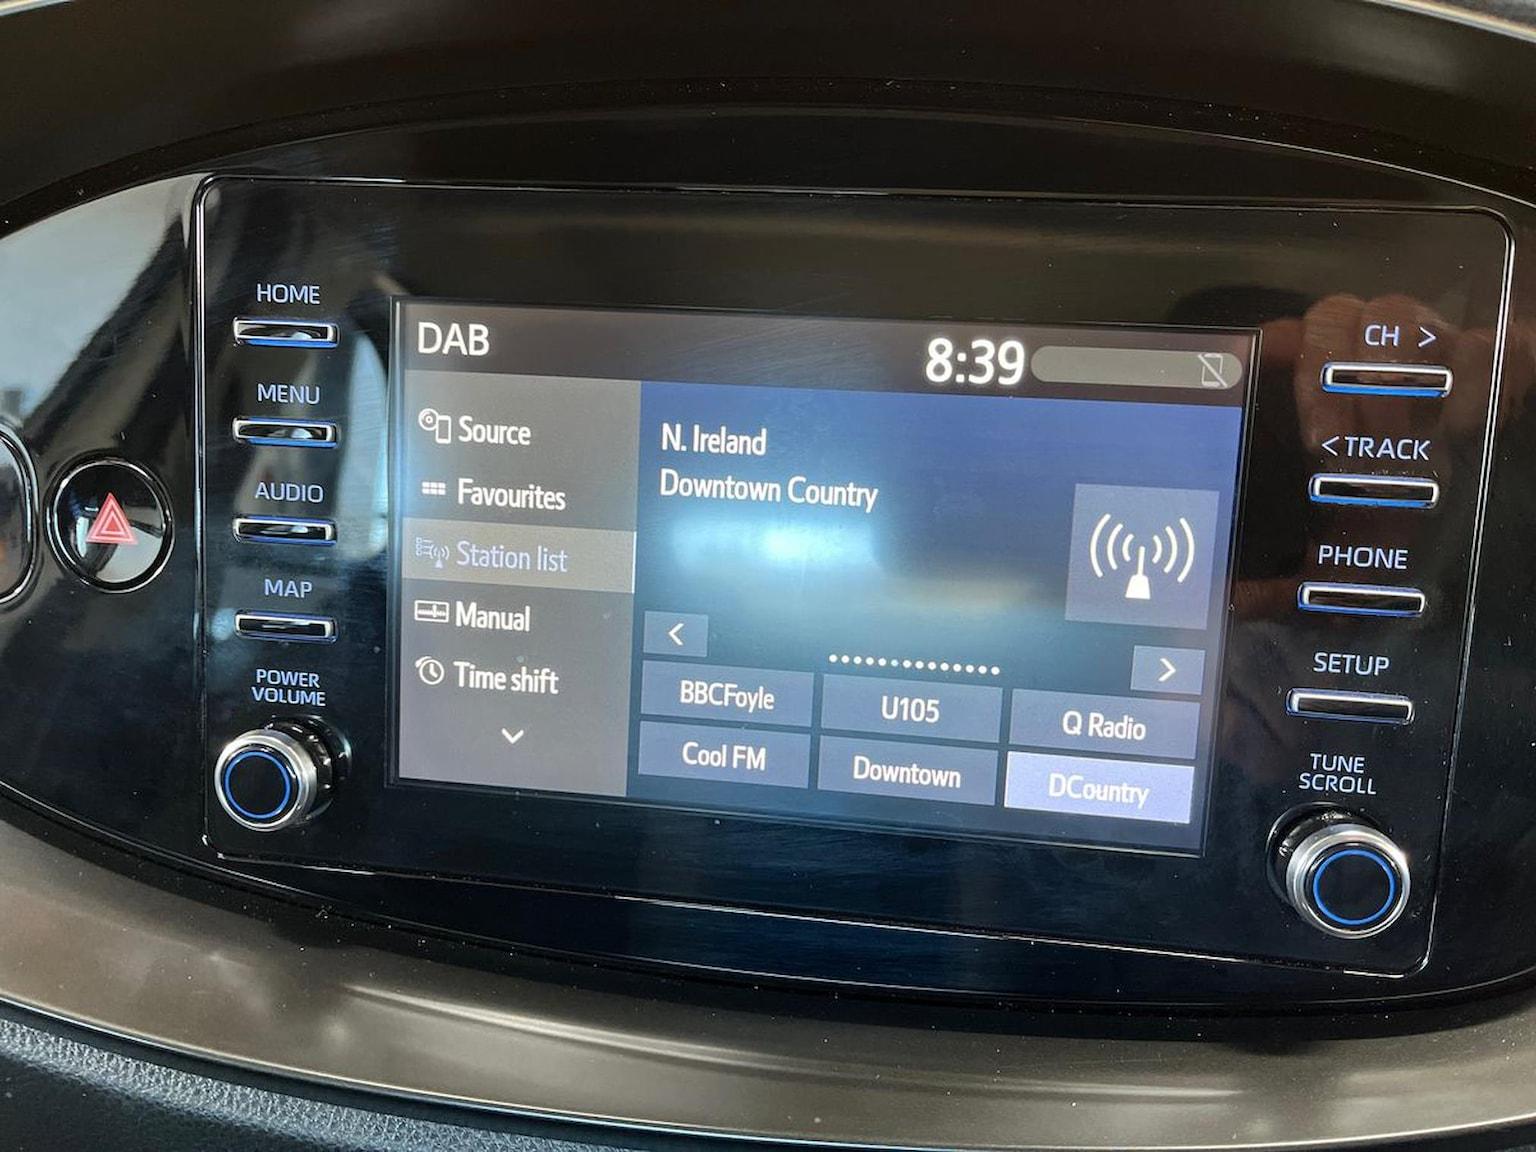 HOME
MENU
AUDIO
MAP
POWER
VOLUME
DAB
8:39
Source
Favourites
Station list
Manual
Time shift
N. Ireland
Downtown Country
<
>
BBCFoyle
U105
Q Radio
Cool FM
Downtown
DCountry
CH >
< TRACK
PHONE
SETUP
TUNE
SCROLL